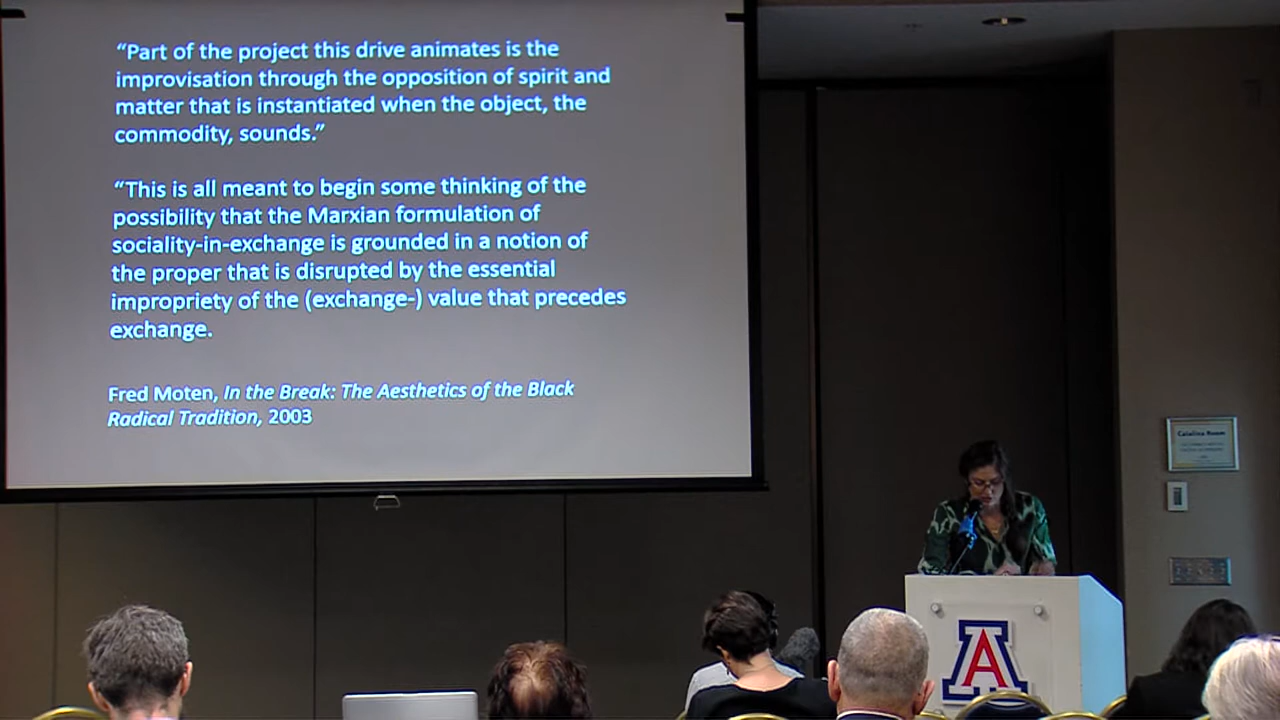 “Part of the project this drive animates is the
improvisation through the opposition of spirit and
matter that is instantiated when the object, the
commodity, sounds.”
“This is all meant to begin some thinking of the
possibility that the Marxian formulation of
sociality-in-exchange is grounded in a notion of
the proper that is disrupted by the essential
impropriety of the (exchange-) value that precedes
exchange.
Fred Moten, In the Break: The Aesthetics of the Black
Radical Tradition, 2003
Catalina Room
A